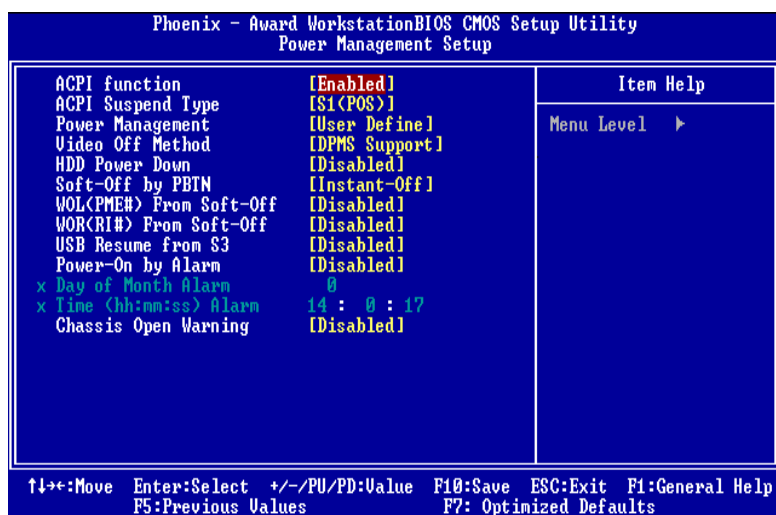 Phoenix - Award WorkstationBIOS CMOS Setup Utility
Power Management Setup
ACPI function [Enabled]
ACPI Suspend Type [S1(POS)]
Power Management [User Define]
Video Off Method [DPMS Support]
HDD Power Down [Disabled]
Soft-Off by PBTN [Instant-Off]
WOL(PME#) From Soft-Off [Disabled]
WOR(RI#) From Soft-Off [Disabled]
USB Resume from S3 [Disabled]
Power-On by Alarm [Disabled]
x Day of Month Alarm 0
x Time (hh:mm:ss) Alarm 14 : 0 : 17
Chassis Open Warning [Disabled]
Item Help
Menu Level ►
↑↓→←:Move Enter:Select +/-/PU/PD:Value F10:Save ESC:Exit F1:General Help
F5:Previous Values F7: Optimized Defaults